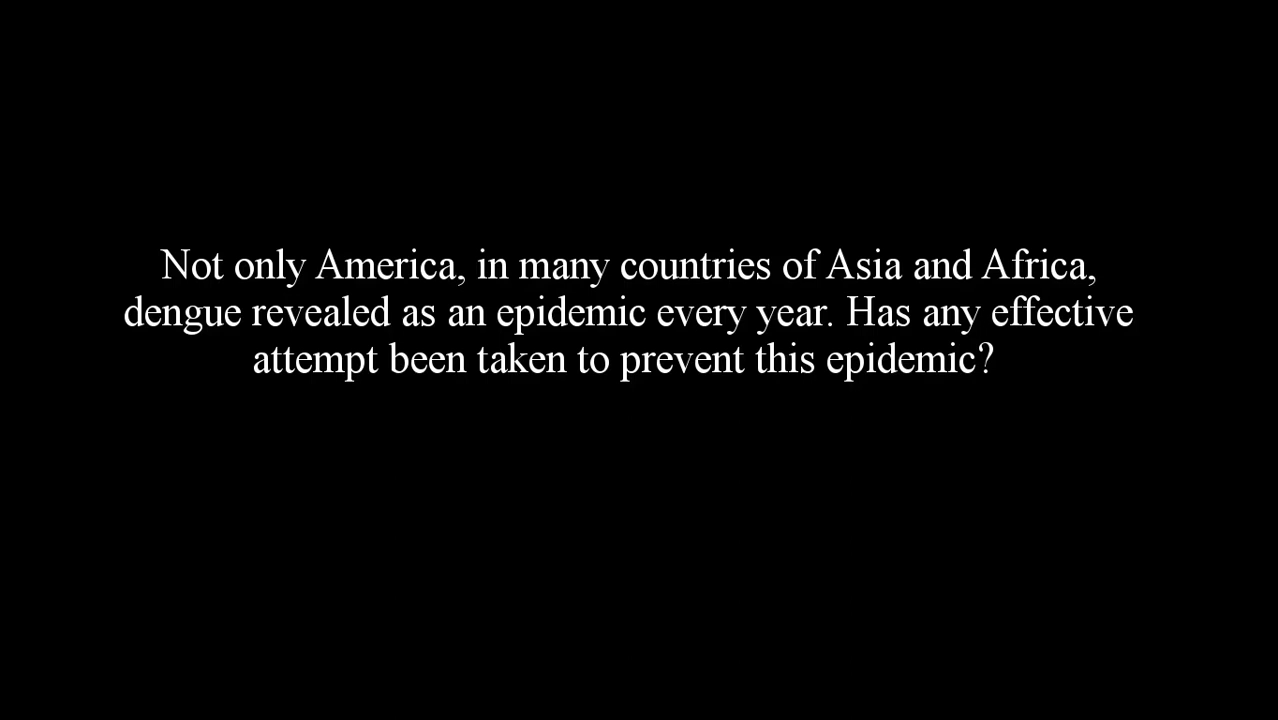 Not only America, in many countries of Asia and Africa,
dengue revealed as an epidemic every year. Has any effective
attempt been taken to prevent this epidemic?